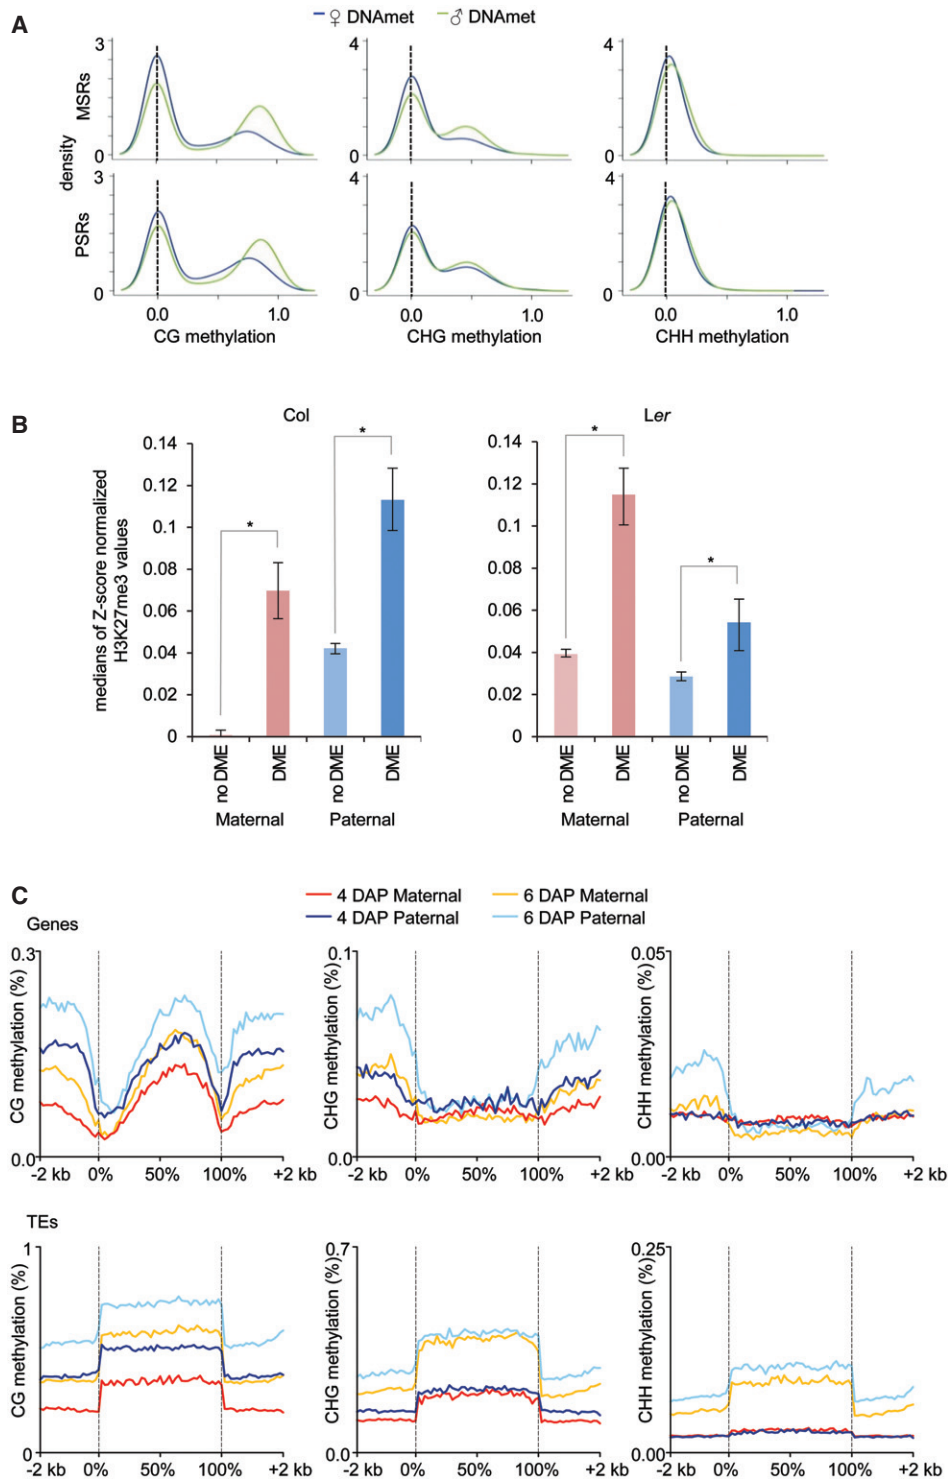 A
♀ DNAmet ♂ DNAmet
density
MSRs
3
0
4
0
4
0
PSRs
3
0
4
0
4
0
0.0 1.0
0.0 1.0
0.0 1.0
CG methylation
CHG methylation
CHH methylation
B
Col
Ler
medians of Z-score normalized
H3K27me3 values
0.14
0.12
0.1
0.08
0.06
0.04
0.02
0
* *
no DME DME no DME DME
Maternal Paternal
0.14
0.12
0.1
0.08
0.06
0.04
0.02
0
* *
no DME DME no DME DME
Maternal Paternal
C
4 DAP Maternal 6 DAP Maternal
4 DAP Paternal 6 DAP Paternal
Genes
0.3
CG methylation (%)
0.0
-2 kb 0% 50% 100% +2 kb
0.1
CHG methylation (%)
0.0
-2 kb 0% 50% 100% +2 kb
0.05
CHH methylation (%)
0.00
-2 kb 0% 50% 100% +2 kb
TEs
1
CG methylation (%)
0
-2 kb 0% 50% 100% +2 kb
0.7
CHG methylation (%)
0.0
-2 kb 0% 50% 100% +2 kb
0.25
CHH methylation (%)
0.00
-2 kb 0% 50% 100% +2 kb